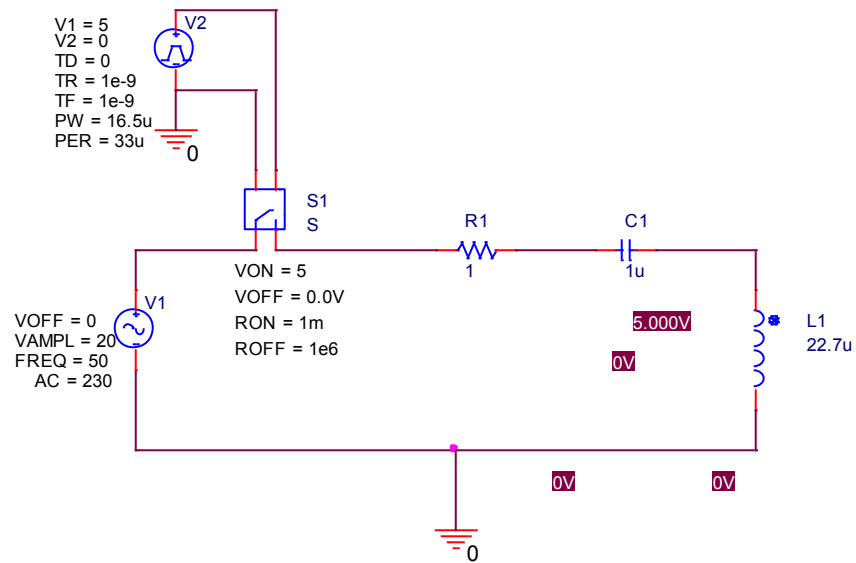 V1 = 5
V2 = 0
TD = 0
TR = 1e-9
TF = 1e-9
PW = 16.5u
PER = 33u
V2
0
S1
S
VON = 5
VOFF = 0.0V
RON = 1m
ROFF = 1e6
R1
1
C1
1u
V1
VOFF = 0
VAMPL = 20
FREQ = 50
AC = 230
5.000V
0V
L1
22.7u
0V
0V
0